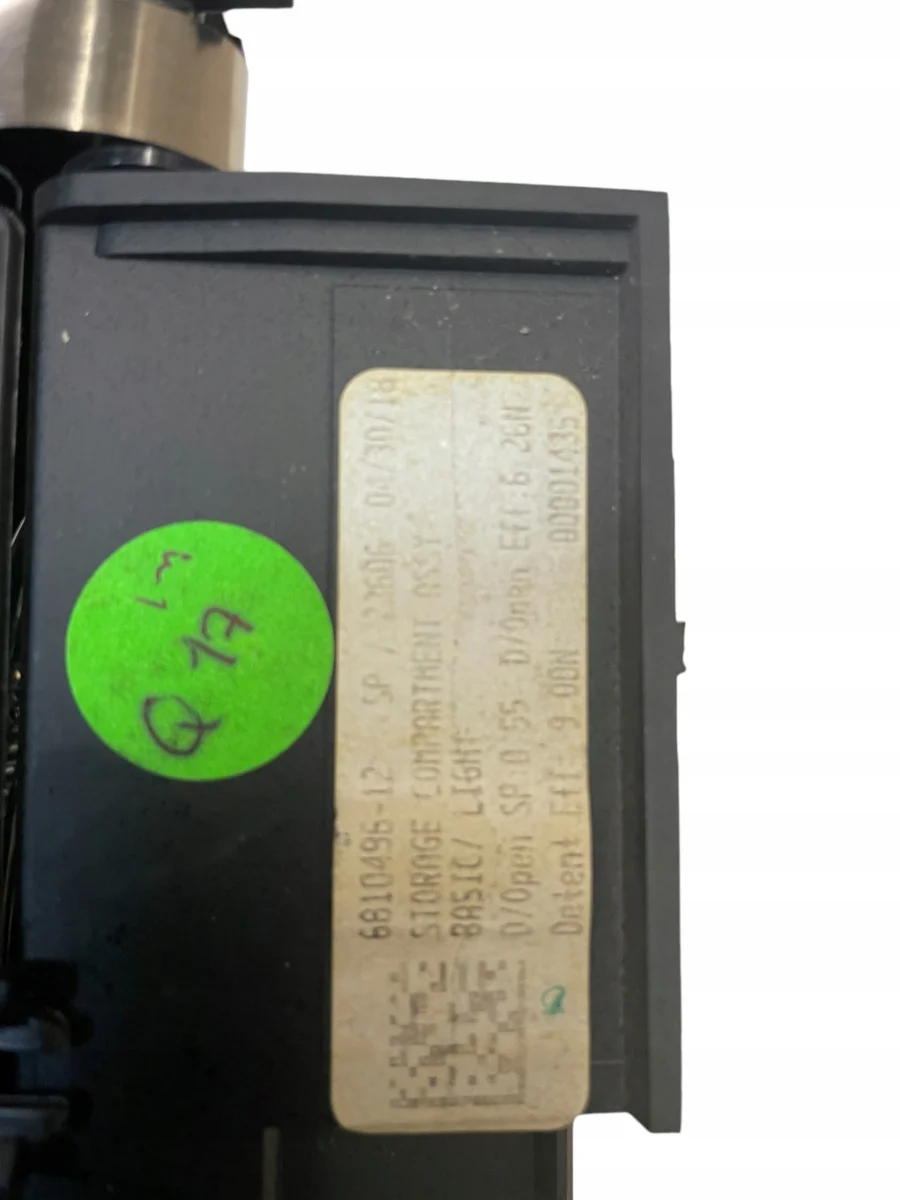 Q 17
6810496-12 SP / 22606 04/30/18
STORAGE COMPARTMENT ASSY
BASIC/ LIGHT
D/Open SP:0.55 D/Open Eff:6.26N
Detent Eff: 9.00N 00001435